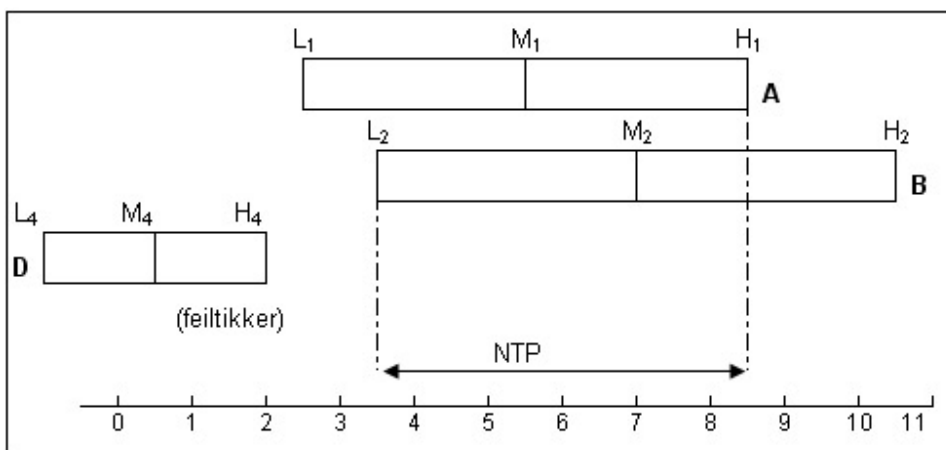 L₁ M₁ H₁
A
L₂ M₂ H₂
B
L₄ M₄ H₄
D
(feiltikker)
NTP
0 1 2 3 4 5 6 7 8 9 10 11